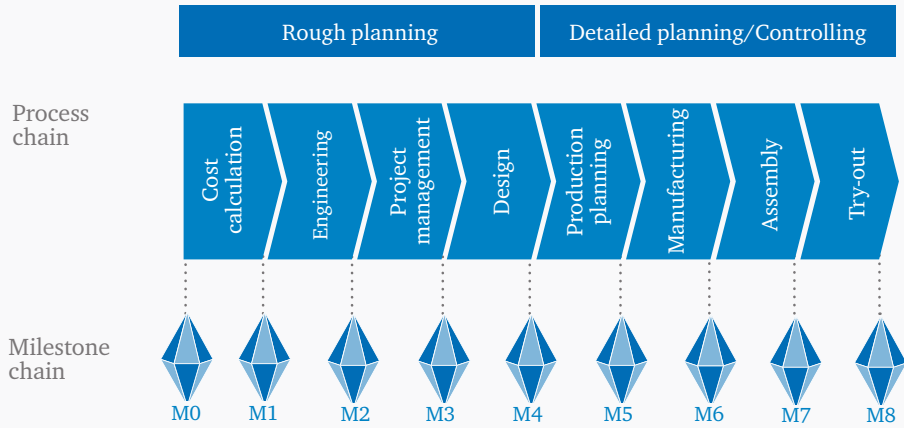 Rough planning
Detailed planning/Controlling
Process
chain
Cost
calculation
Engineering
Project
management
Design
Production
planning
Manufacturing
Assembly
Try-out
Milestone
chain
M0
M1
M2
M3
M4
M5
M6
M7
M8